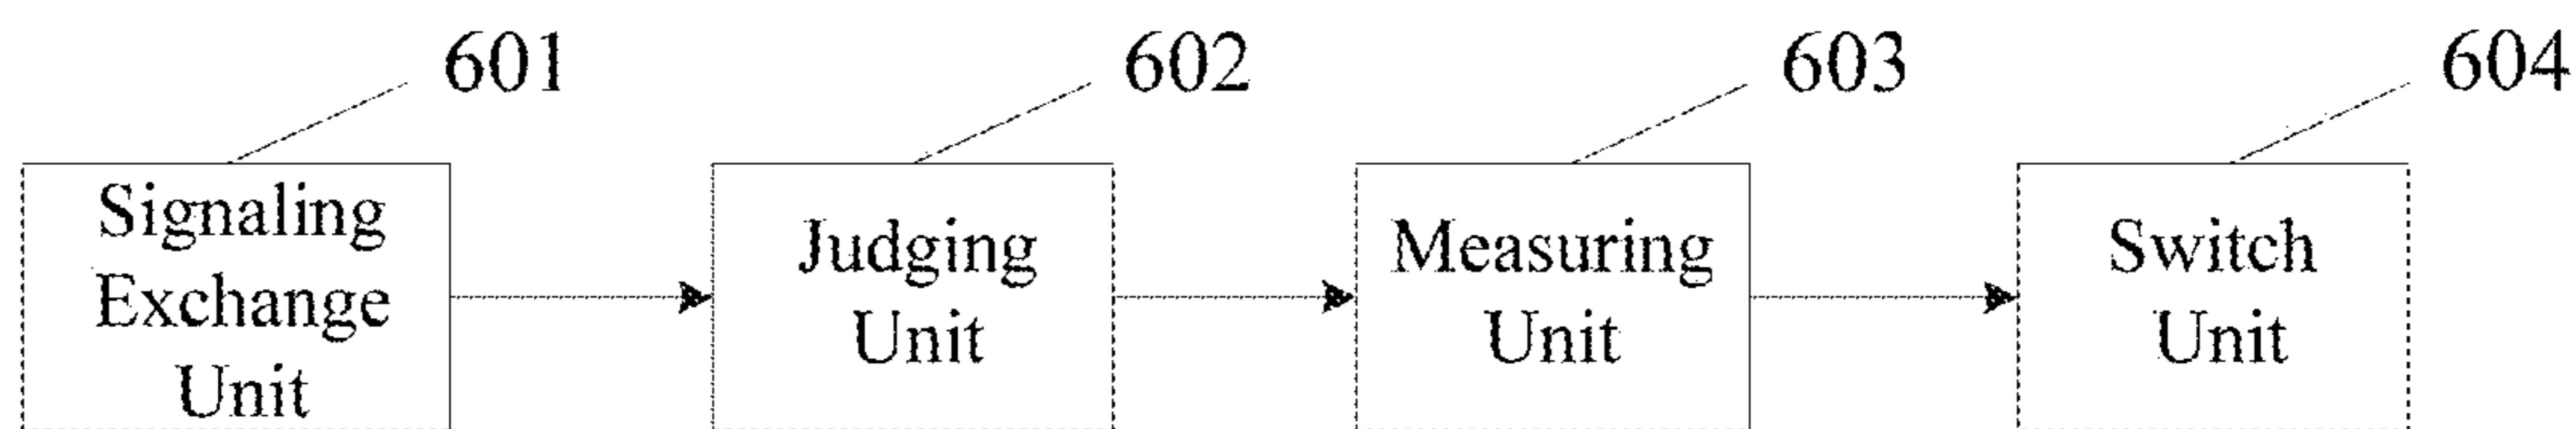 601
602
603
604
Signaling
Exchange
Unit
Judging
Unit
Measuring
Unit
Switch
Unit